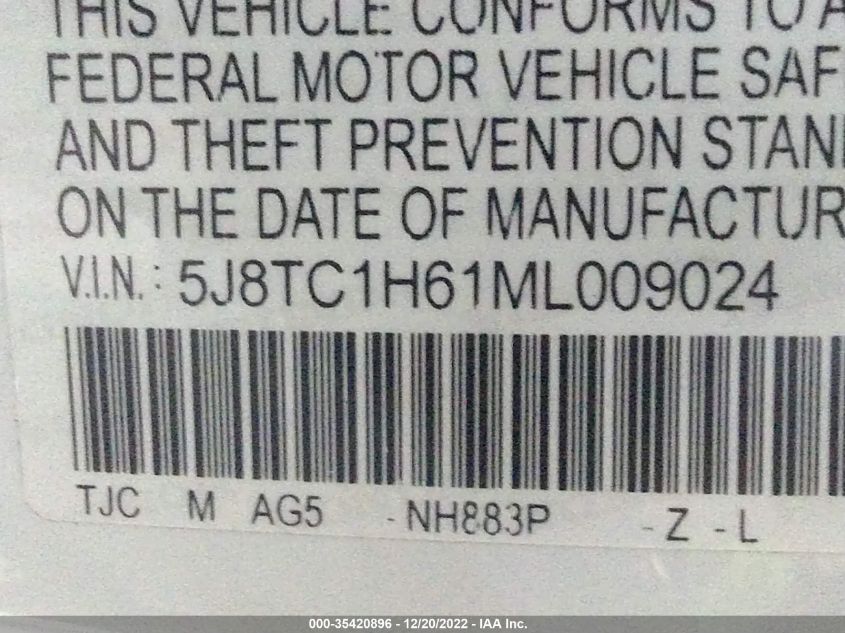 THIS VEHICLE CONFORMS TO A
FEDERAL MOTOR VEHICLE SAF
AND THEFT PREVENTION STAN
ON THE DATE OF MANUFACTUR
V.I.N.: 5J8TC1H61ML009024
TJC M AG5 - NH883P - Z - L
000-35420896 - 12/20/2022 - IAA Inc.